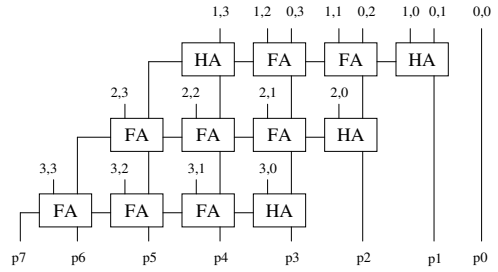 1,3 1,2 0,3 1,1 0,2 1,0 0,1 0,0
HA FA FA HA
2,3 2,2 2,1 2,0
FA FA FA HA
3,3 3,2 3,1 3,0
FA FA FA HA
p7 p6 p5 p4 p3 p2 p1 p0